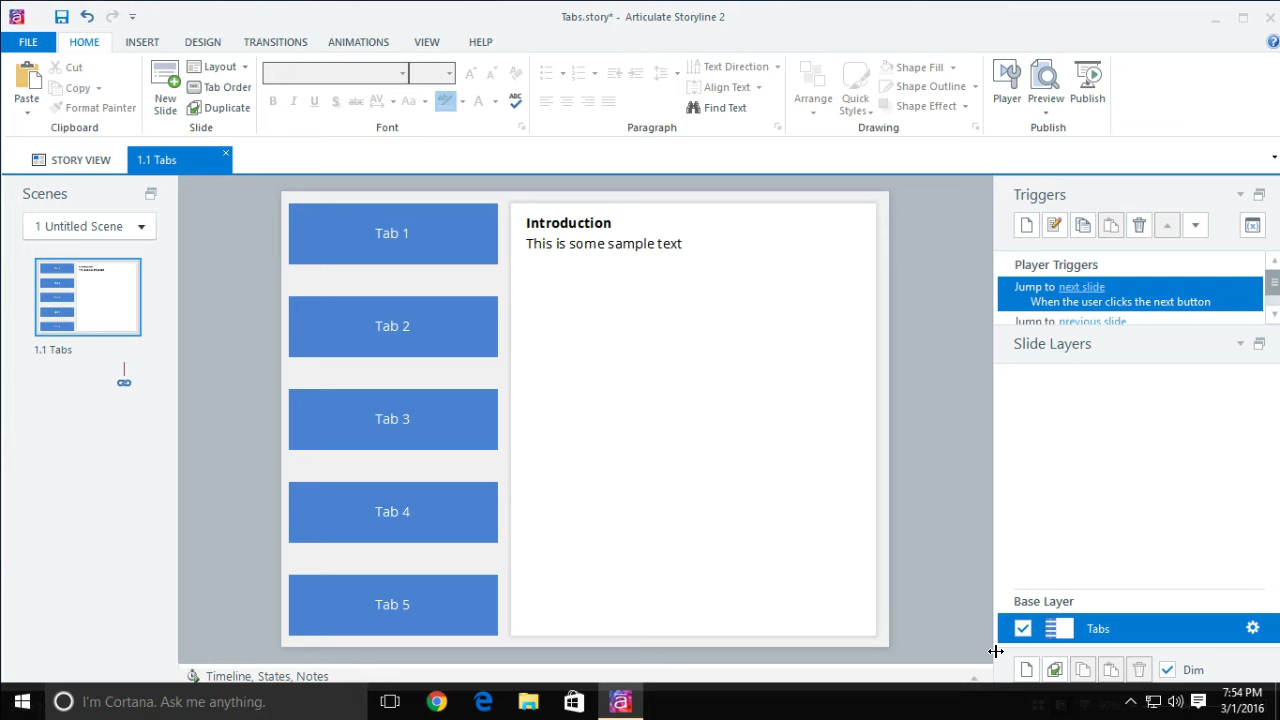 Tabs.story* - Articulate Storyline 2
FILE HOME INSERT DESIGN TRANSITIONS ANIMATIONS VIEW HELP
Paste
Cut
Copy
Format Painter
Clipboard
New Slide
Layout
Tab Order
Duplicate
Slide
B I U S abc AV Aa A
ABC
Font
Text Direction
Align Text
Find Text
Paragraph
Arrange
Quick Styles
Shape Fill
Shape Outline
Shape Effect
Drawing
Player
Preview
Publish
Publish
STORY VIEW
1.1 Tabs
Scenes
1 Untitled Scene
1.1 Tabs
Tab 1
Tab 2
Tab 3
Tab 4
Tab 5
Introduction
This is some sample text
Triggers
Player Triggers
Jump to next slide
When the user clicks the next button
Jump to previous slide
Slide Layers
Base Layer
Tabs
Dim
Timeline, States, Notes
I'm Cortana. Ask me anything.
7:54 PM
3/1/2016